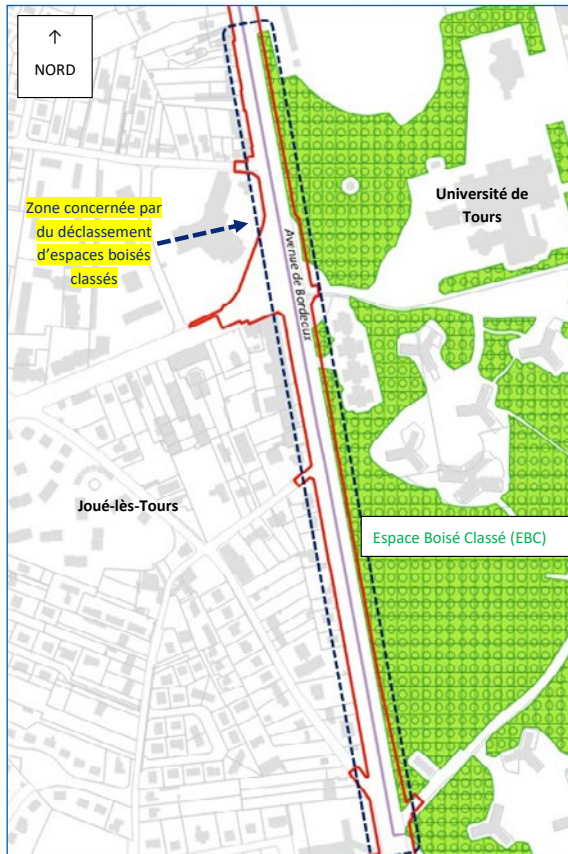 ↑
NORD
Université de
Tours
Zone concernée par
du déclassement
d'espaces boisés
classés
Avenue de Bordeaux
Joué-lès-Tours
Espace Boisé Classé (EBC)